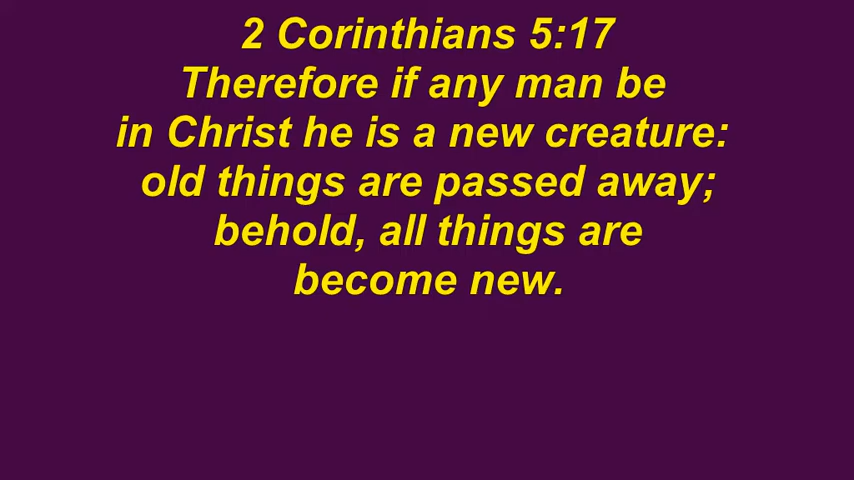 2 Corinthians 5:17
Therefore if any man be
in Christ he is a new creature:
old things are passed away;
behold, all things are
become new.